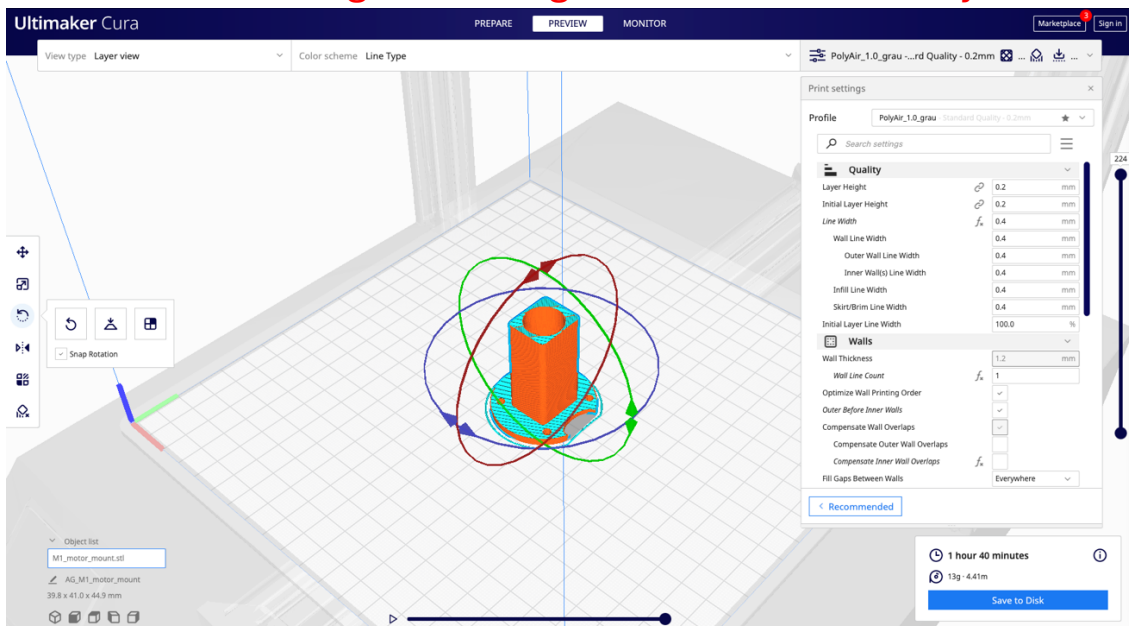 Ultimaker Cura
PREPARE PREVIEW MONITOR
Marketplace 3 Sign in
View type Layer view
Color scheme Line Type
PolyAir_1.0_grau -...rd Quality - 0.2mm ... ...
Print settings
Profile PolyAir_1.0_grau - Standard Quality - 0.2mm
Search settings
224
Quality
Layer Height 0.2 mm
Initial Layer Height 0.2 mm
Line Width 0.4 mm
Wall Line Width 0.4 mm
Outer Wall Line Width 0.4 mm
Inner Wall(s) Line Width 0.4 mm
Infill Line Width 0.4 mm
Skirt/Brim Line Width 0.4 mm
Initial Layer Line Width 100.0 %
Walls
Wall Thickness 1.2 mm
Wall Line Count 1
Optimize Wall Printing Order
Outer Before Inner Walls
Compensate Wall Overlaps
Compensate Outer Wall Overlaps
Compensate Inner Wall Overlaps
Fill Gaps Between Walls Everywhere
Recommended
Snap Rotation
Object list
M1_motor_mount.stl
AG_M1_motor_mount
39.8 x 41.0 x 44.9 mm
1 hour 40 minutes
13g · 4.41m
Save to Disk